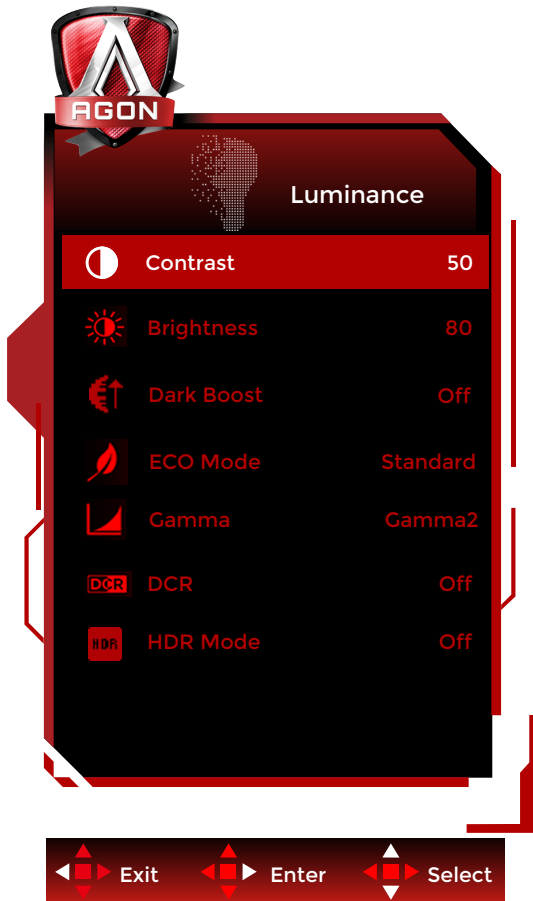 AGON
Luminance
Contrast 50
Brightness 80
Dark Boost Off
ECO Mode Standard
Gamma Gamma2
DCR DCR Off
HDR HDR Mode Off
Exit Enter Select